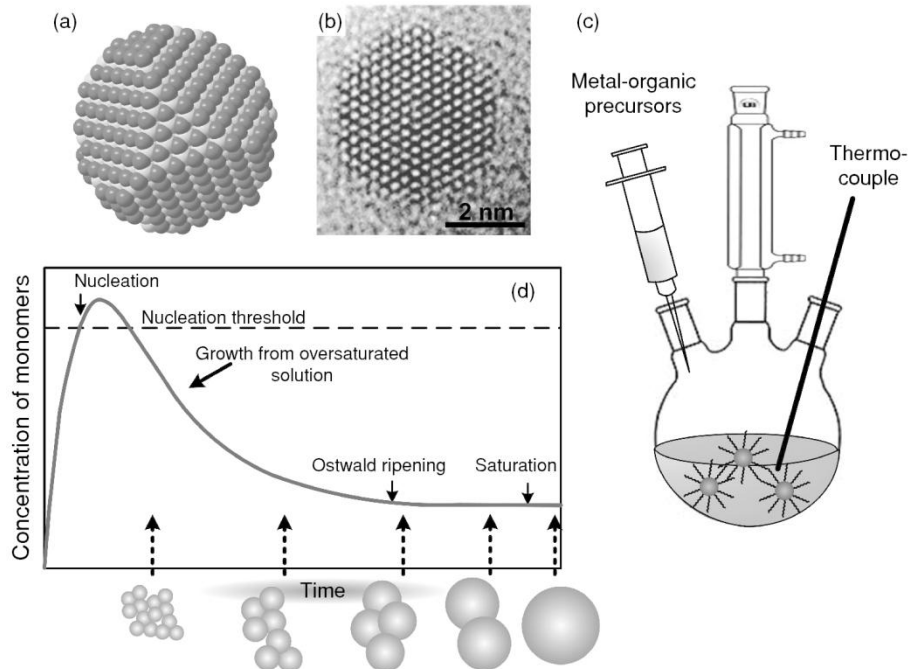 (a)
(b)
(c)
2 nm
Metal-organic
precursors
Thermo-
couple
(d)
Nucleation
Nucleation threshold
Growth from oversaturated
solution
Ostwald ripening
Saturation
Concentration of monomers
Time